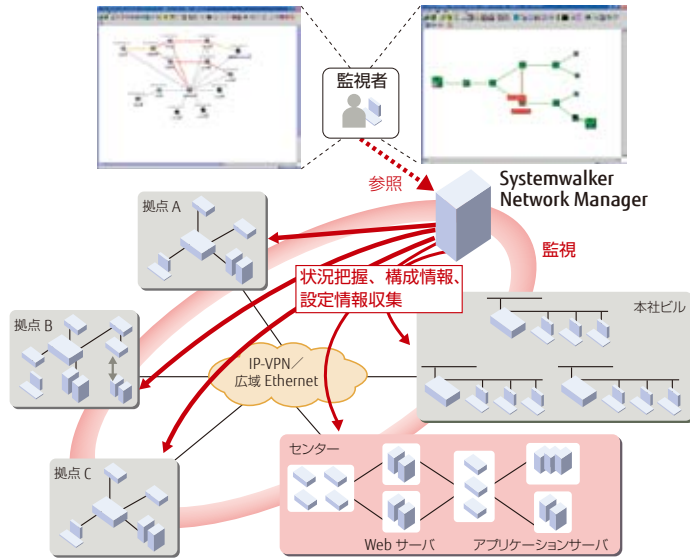 監視者
参照
Systemwalker
Network Manager
監視
拠点 A
状況把握、構成情報、
設定情報収集
本社ビル
拠点 B
IP-VPN／
広域 Ethernet
拠点 C
センター
Web サーバ
アプリケーションサーバ